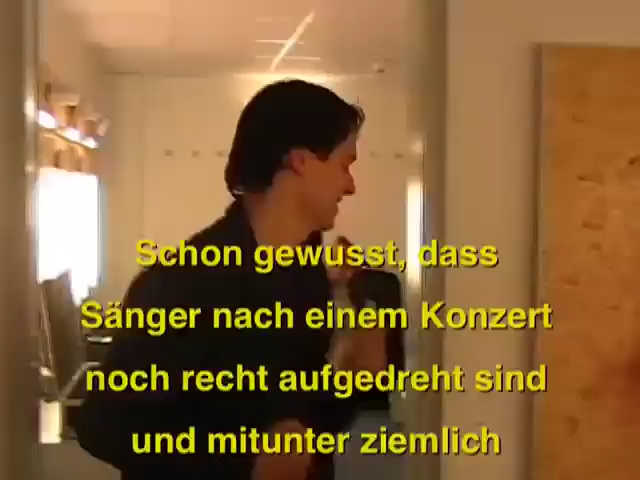 Schon gewusst, dass
Sänger nach einem Konzert
noch recht aufgedreht sind
und mitunter ziemlich